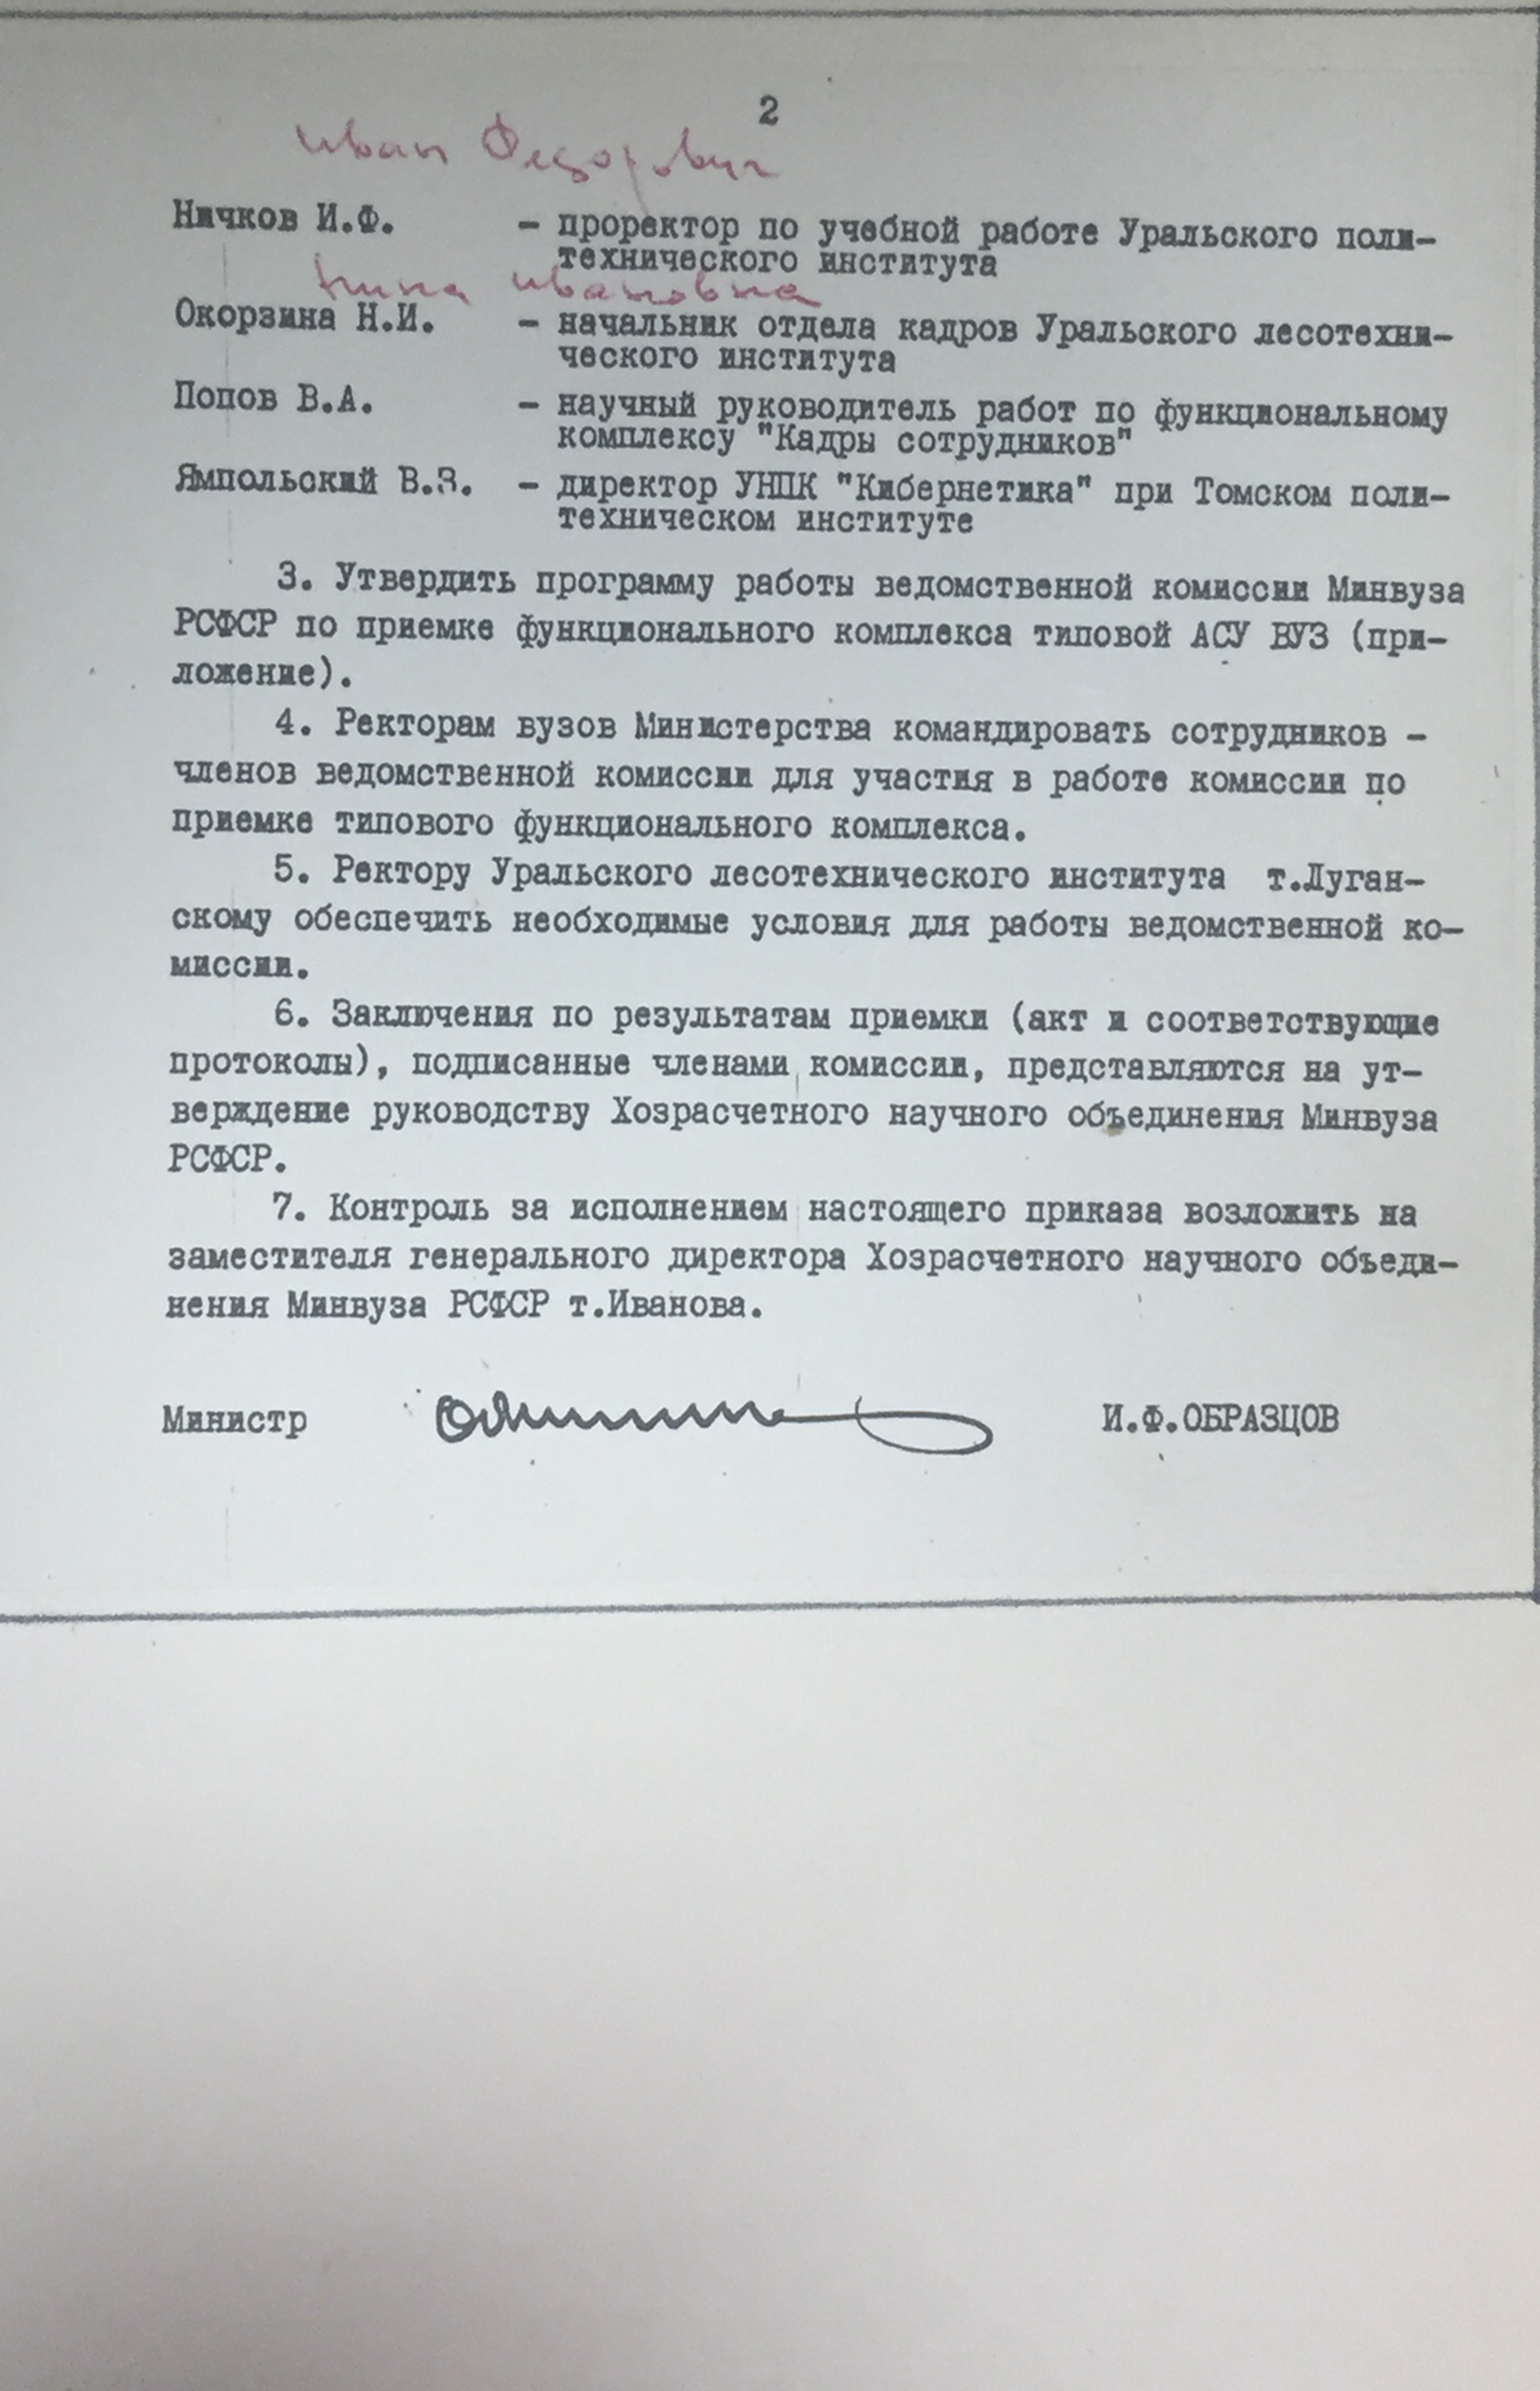 2
Иван Федорович
Ничков И.Ф. – проректор по учебной работе Уральского поли-
технического института
Нина Ивановна
Окорзина Н.И. – начальник отдела кадров Уральского лесотехни-
ческого института
Попов В.А. – научный руководитель работ по функциональному
комплексу "Кадры сотрудников"
Ямпольский В.З. – директор УНПК "Кибернетика" при Томском поли-
техническом институте
3. Утвердить программу работы ведомственной комиссии Минвуза
РСФСР по приемке функционального комплекса типовой АСУ ВУЗ (при-
ложение).
4. Ректорам вузов Министерства командировать сотрудников –
членов ведомственной комиссии для участия в работе комиссии по
приемке типового функционального комплекса.
5. Ректору Уральского лесотехнического института т.Луган-
скому обеспечить необходимые условия для работы ведомственной ко-
миссии.
6. Заключения по результатам приемки (акт и соответствующие
протоколы), подписанные членами комиссии, представляются на ут-
верждение руководству Хозрасчетного научного объединения Минвуза
РСФСР.
7. Контроль за исполнением настоящего приказа возложить на
заместителя генерального директора Хозрасчетного научного объеди-
нения Минвуза РСФСР т.Иванова.
Министр И.Ф.ОБРАЗЦОВ